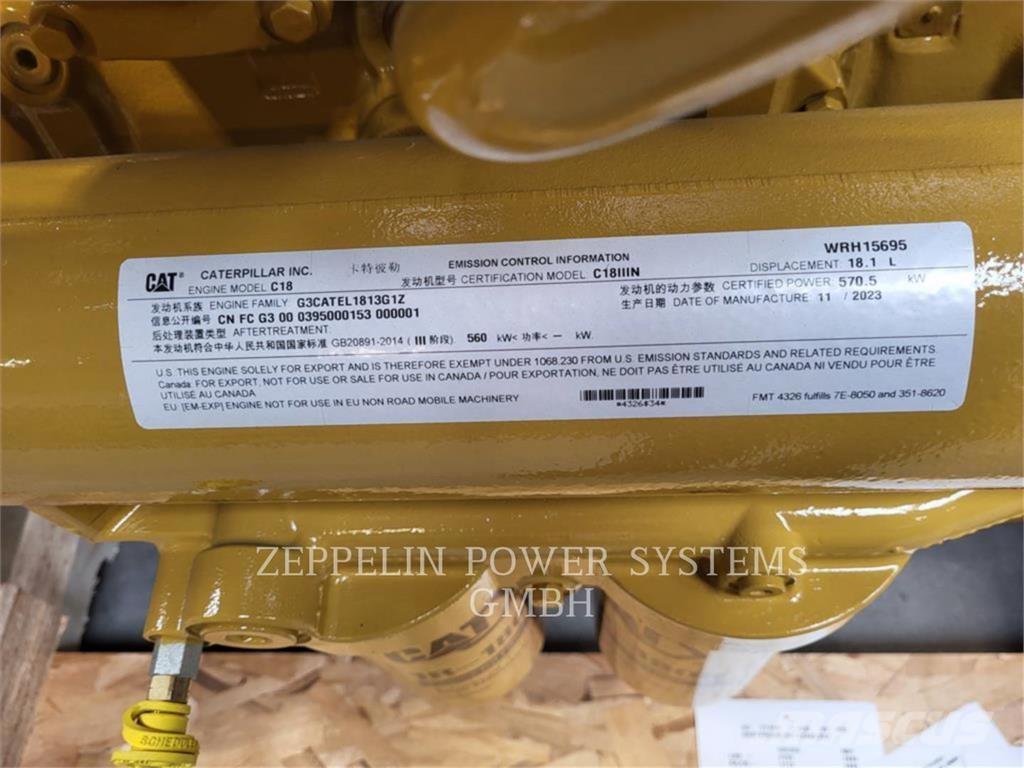 CAT® CATERPILLAR INC. 卡特彼勒 EMISSION CONTROL INFORMATION WRH15695
ENGINE MODEL C18 发动机型号 CERTIFICATION MODEL C18IIIN DISPLACEMENT: 18.1 L
发动机系族 ENGINE FAMILY: G3CATEL1813G1Z 发动机的动力参数 CERTIFIED POWER: 570.5 kW
信息公开编号 CN FC G3 00 0395000153 000001 生产日期 DATE OF MANUFACTURE 11 / 2023
后处理装置类型 AFTERTREATMENT:
本发动机符合中华人民共和国国家标准 GB20891-2014 ( III 阶段) 560 kW< 功率< - kW
U.S. THIS ENGINE SOLELY FOR EXPORT AND IS THEREFORE EXEMPT UNDER 1068.230 FROM U.S. EMISSION STANDARDS AND RELATED REQUIREMENTS.
Canada: FOR EXPORT, NOT FOR USE OR SALE FOR USE IN CANADA / POUR EXPORTATION, NE DOIT PAS ÊTRE UTILISÉ AU CANADA NI VENDU POUR ÊTRE
UTILISÉ AU CANADA
EU: [EM-EXP] ENGINE NOT FOR USE IN EU NON ROAD MOBILE MACHINERY
*4326$34*
FMT 4326 fulfills 7E-8050 and 351-8620
ZEPPELIN POWER SYSTEMS
GMBH
CAT
MASCUS